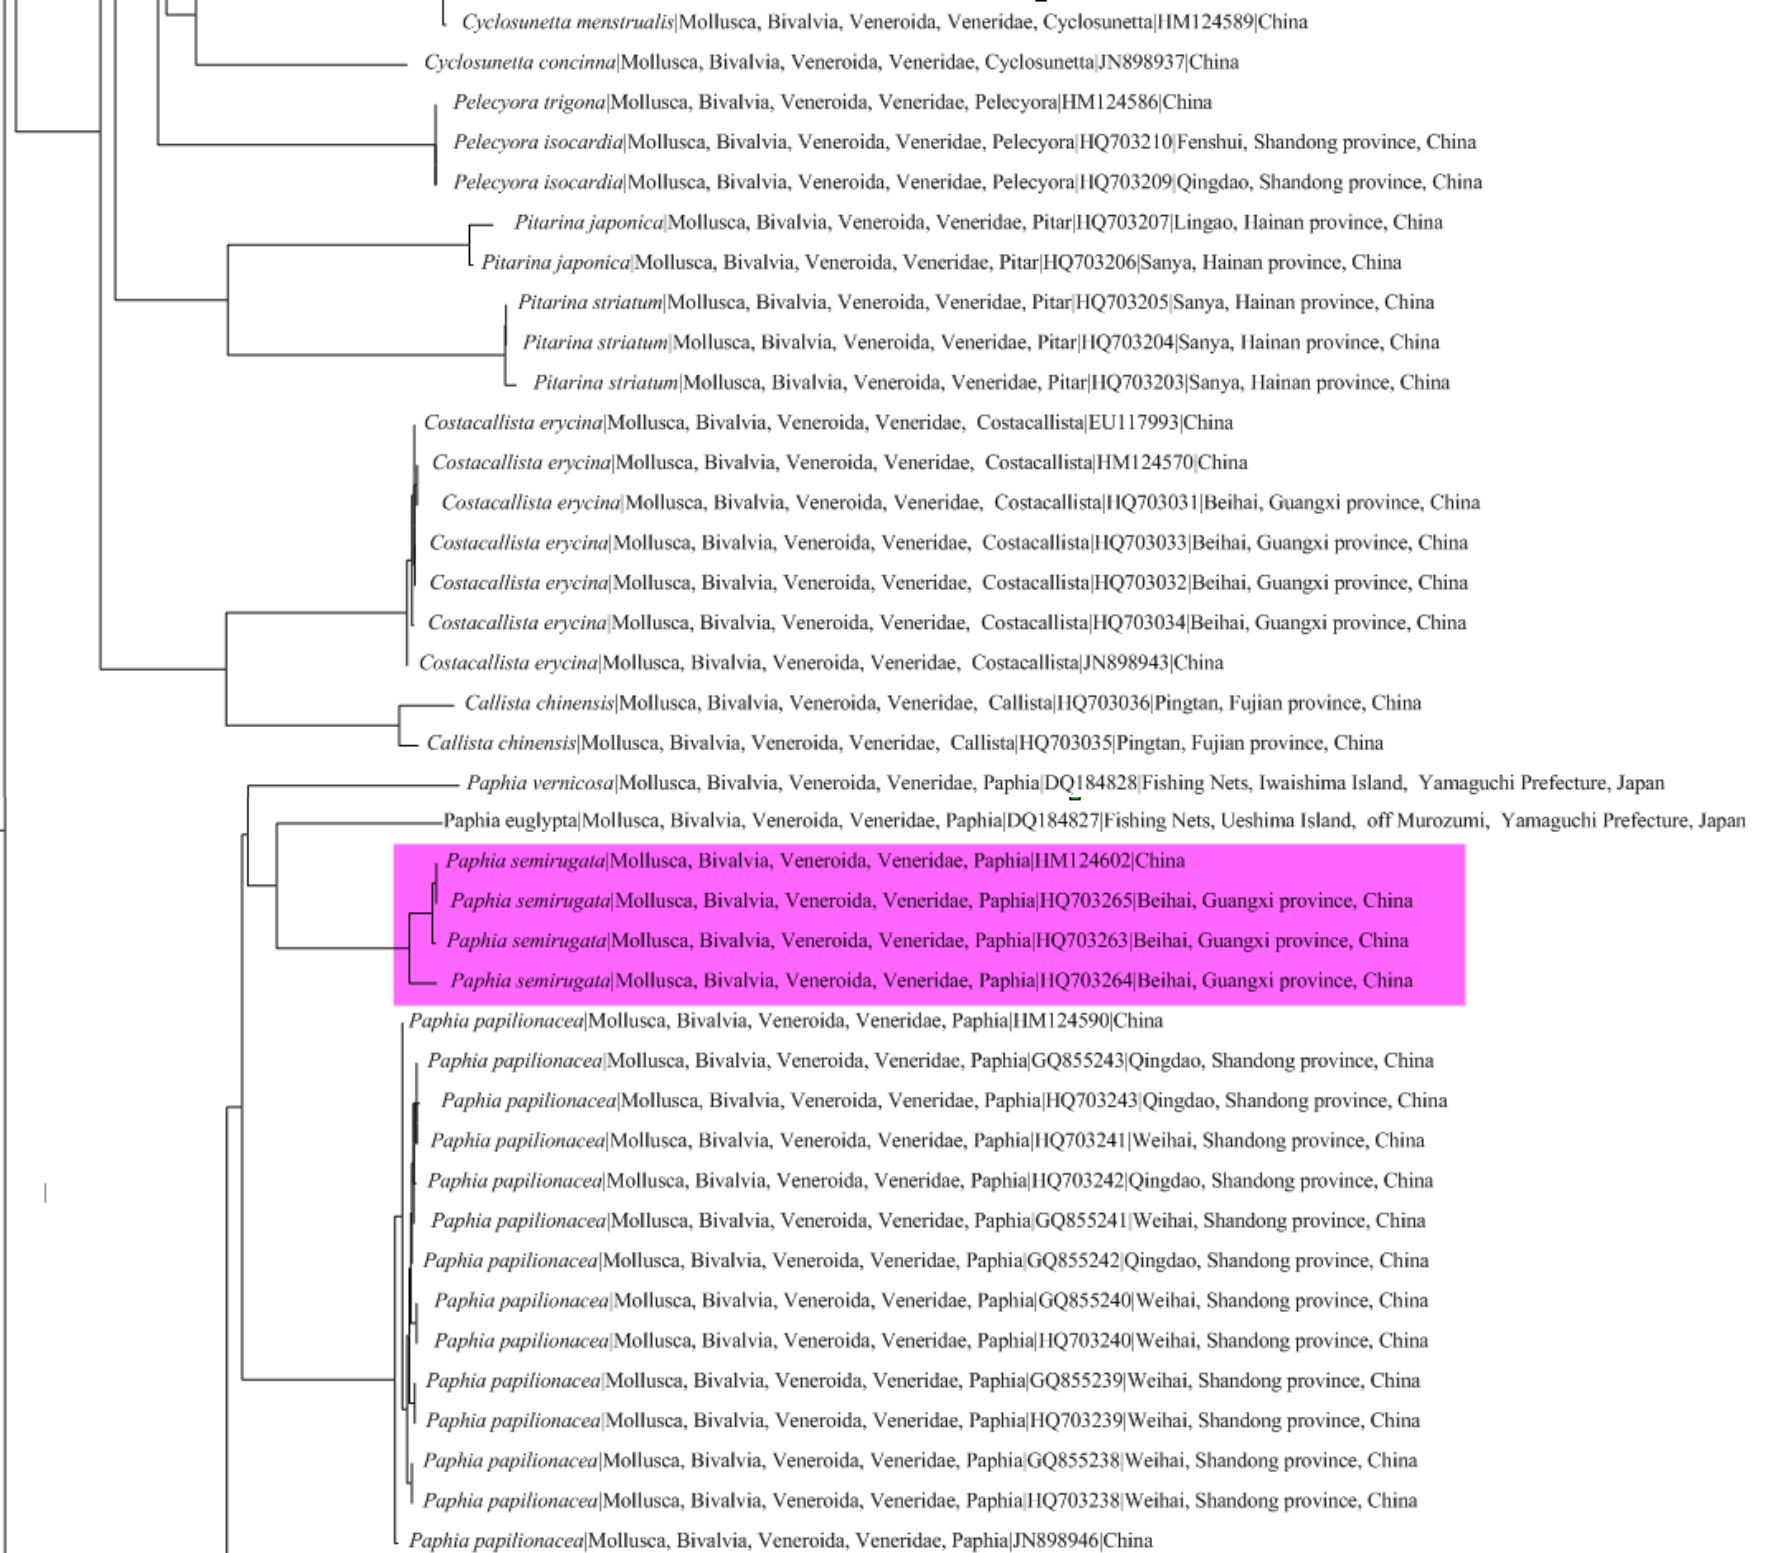 Cyclosunetta menstrualis|Mollusca, Bivalvia, Veneroida, Veneridae, Cyclosunetta|HM124589|China
Cyclosunetta concinna|Mollusca, Bivalvia, Veneroida, Veneridae, Cyclosunetta|JN898937|China
Pelecyora trigona|Mollusca, Bivalvia, Veneroida, Veneridae, Pelecyora|HM124586|China
Pelecyora isocardia|Mollusca, Bivalvia, Veneroida, Veneridae, Pelecyora|HQ703210|Fenshui, Shandong province, China
Pelecyora isocardia|Mollusca, Bivalvia, Veneroida, Veneridae, Pelecyora|HQ703209|Qingdao, Shandong province, China
Pitarina japonica|Mollusca, Bivalvia, Veneroida, Veneridae, Pitar|HQ703207|Lingao, Hainan province, China
Pitarina japonica|Mollusca, Bivalvia, Veneroida, Veneridae, Pitar|HQ703206|Sanya, Hainan province, China
Pitarina striatum|Mollusca, Bivalvia, Veneroida, Veneridae, Pitar|HQ703205|Sanya, Hainan province, China
Pitarina striatum|Mollusca, Bivalvia, Veneroida, Veneridae, Pitar|HQ703204|Sanya, Hainan province, China
Pitarina striatum|Mollusca, Bivalvia, Veneroida, Veneridae, Pitar|HQ703203|Sanya, Hainan province, China
Costacallista erycina|Mollusca, Bivalvia, Veneroida, Veneridae, Costacallista|EU117993|China
Costacallista erycina|Mollusca, Bivalvia, Veneroida, Veneridae, Costacallista|HM124570|China
Costacallista erycina|Mollusca, Bivalvia, Veneroida, Veneridae, Costacallista|HQ703031|Beihai, Guangxi province, China
Costacallista erycina|Mollusca, Bivalvia, Veneroida, Veneridae, Costacallista|HQ703033|Beihai, Guangxi province, China
Costacallista erycina|Mollusca, Bivalvia, Veneroida, Veneridae, Costacallista|HQ703032|Beihai, Guangxi province, China
Costacallista erycina|Mollusca, Bivalvia, Veneroida, Veneridae, Costacallista|HQ703034|Beihai, Guangxi province, China
Costacallista erycina|Mollusca, Bivalvia, Veneroida, Veneridae, Costacallista|JN898943|China
Callista chinensis|Mollusca, Bivalvia, Veneroida, Veneridae, Callista|HQ703036|Pingtan, Fujian province, China
Callista chinensis|Mollusca, Bivalvia, Veneroida, Veneridae, Callista|HQ703035|Pingtan, Fujian province, China
Paphia vernicosa|Mollusca, Bivalvia, Veneroida, Veneridae, Paphia|DQ184828|Fishing Nets, Iwaishima Island, Yamaguchi Prefecture, Japan
Paphia euglypta|Mollusca, Bivalvia, Veneroida, Veneridae, Paphia|DQ184827|Fishing Nets, Ueshima Island, off Murozumi, Yamaguchi Prefecture, Japan
Paphia semirugata|Mollusca, Bivalvia, Veneroida, Veneridae, Paphia|HM124602|China
Paphia semirugata|Mollusca, Bivalvia, Veneroida, Veneridae, Paphia|HQ703265|Beihai, Guangxi province, China
Paphia semirugata|Mollusca, Bivalvia, Veneroida, Veneridae, Paphia|HQ703263|Beihai, Guangxi province, China
Paphia semirugata|Mollusca, Bivalvia, Veneroida, Veneridae, Paphia|HQ703264|Beihai, Guangxi province, China
Paphia papilionacea|Mollusca, Bivalvia, Veneroida, Veneridae, Paphia|HM124590|China
Paphia papilionacea|Mollusca, Bivalvia, Veneroida, Veneridae, Paphia|GQ855243|Qingdao, Shandong province, China
Paphia papilionacea|Mollusca, Bivalvia, Veneroida, Veneridae, Paphia|HQ703243|Qingdao, Shandong province, China
Paphia papilionacea|Mollusca, Bivalvia, Veneroida, Veneridae, Paphia|HQ703241|Weihai, Shandong province, China
Paphia papilionacea|Mollusca, Bivalvia, Veneroida, Veneridae, Paphia|HQ703242|Qingdao, Shandong province, China
Paphia papilionacea|Mollusca, Bivalvia, Veneroida, Veneridae, Paphia|GQ855241|Weihai, Shandong province, China
Paphia papilionacea|Mollusca, Bivalvia, Veneroida, Veneridae, Paphia|GQ855242|Qingdao, Shandong province, China
Paphia papilionacea|Mollusca, Bivalvia, Veneroida, Veneridae, Paphia|GQ855240|Weihai, Shandong province, China
Paphia papilionacea|Mollusca, Bivalvia, Veneroida, Veneridae, Paphia|HQ703240|Weihai, Shandong province, China
Paphia papilionacea|Mollusca, Bivalvia, Veneroida, Veneridae, Paphia|GQ855239|Weihai, Shandong province, China
Paphia papilionacea|Mollusca, Bivalvia, Veneroida, Veneridae, Paphia|HQ703239|Weihai, Shandong province, China
Paphia papilionacea|Mollusca, Bivalvia, Veneroida, Veneridae, Paphia|GQ855238|Weihai, Shandong province, China
Paphia papilionacea|Mollusca, Bivalvia, Veneroida, Veneridae, Paphia|HQ703238|Weihai, Shandong province, China
Paphia papilionacea|Mollusca, Bivalvia, Veneroida, Veneridae, Paphia|JN898946|China